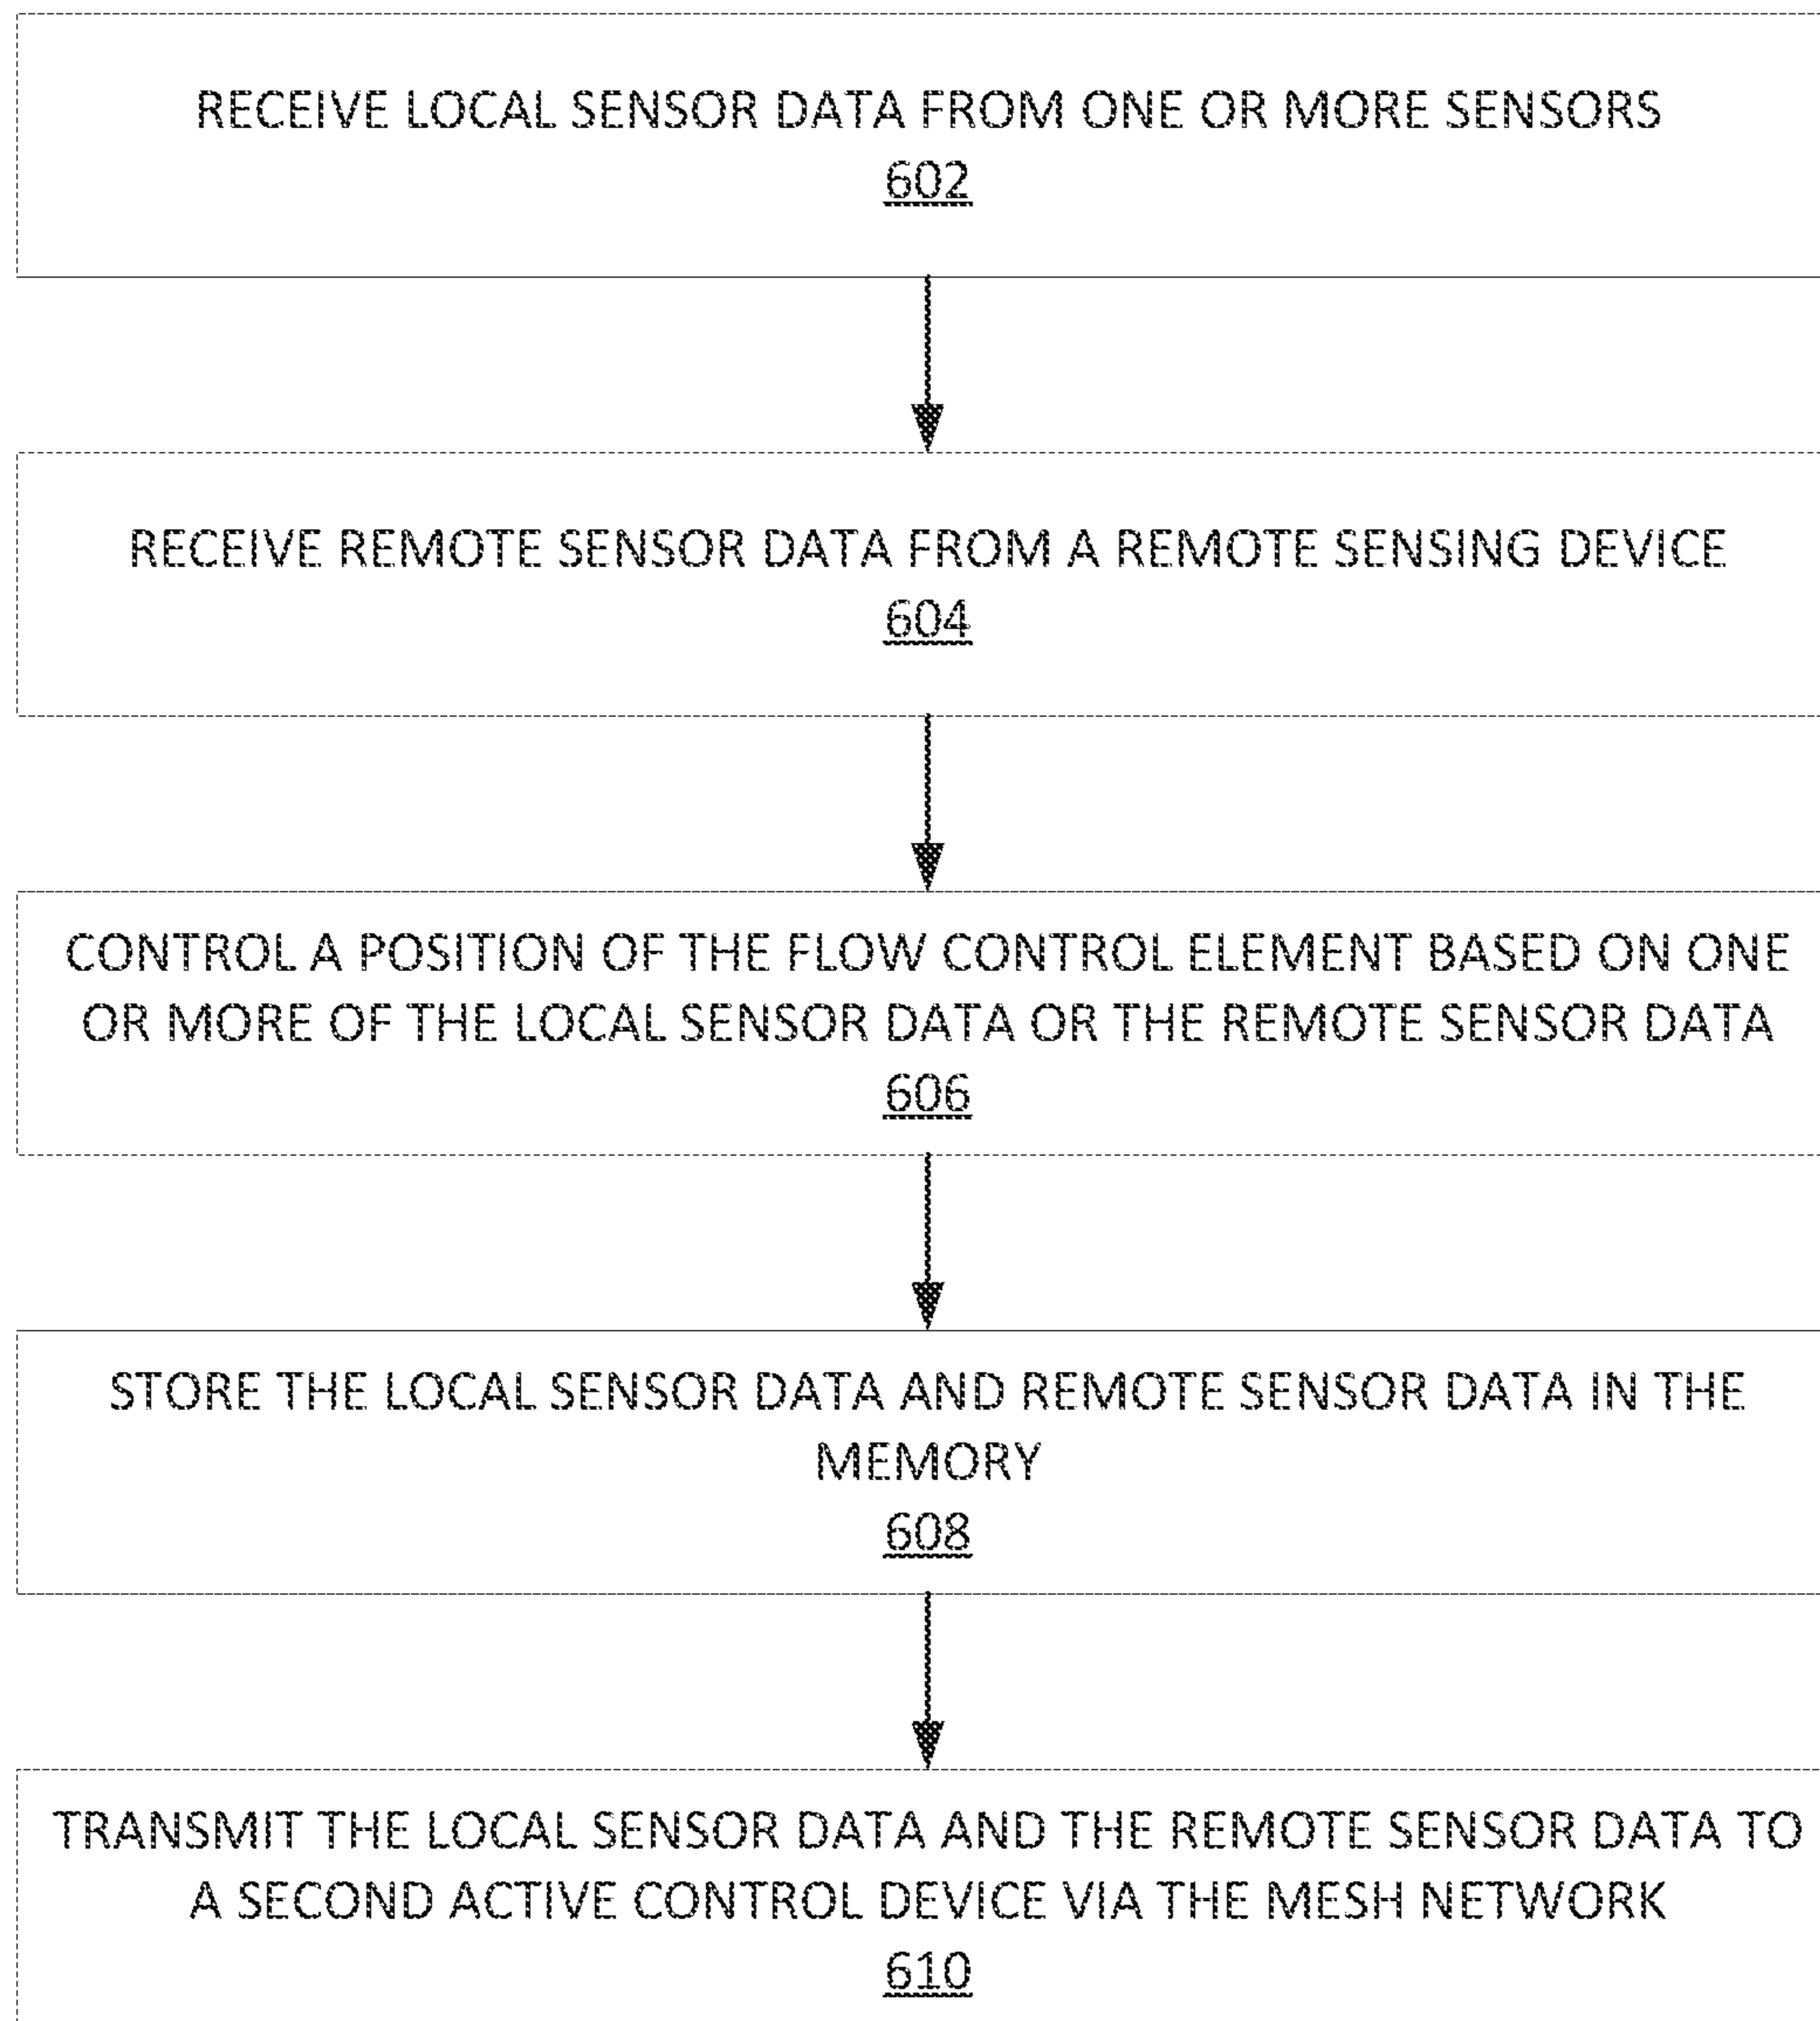 RECEIVE LOCAL SENSOR DATA FROM ONE OR MORE SENSORS
602
RECEIVE REMOTE SENSOR DATA FROM A REMOTE SENSING DEVICE
604
CONTROL A POSITION OF THE FLOW CONTROL ELEMENT BASED ON ONE
OR MORE OF THE LOCAL SENSOR DATA OR THE REMOTE SENSOR DATA
606
STORE THE LOCAL SENSOR DATA AND REMOTE SENSOR DATA IN THE
MEMORY
608
TRANSMIT THE LOCAL SENSOR DATA AND THE REMOTE SENSOR DATA TO
A SECOND ACTIVE CONTROL DEVICE VIA THE MESH NETWORK
610